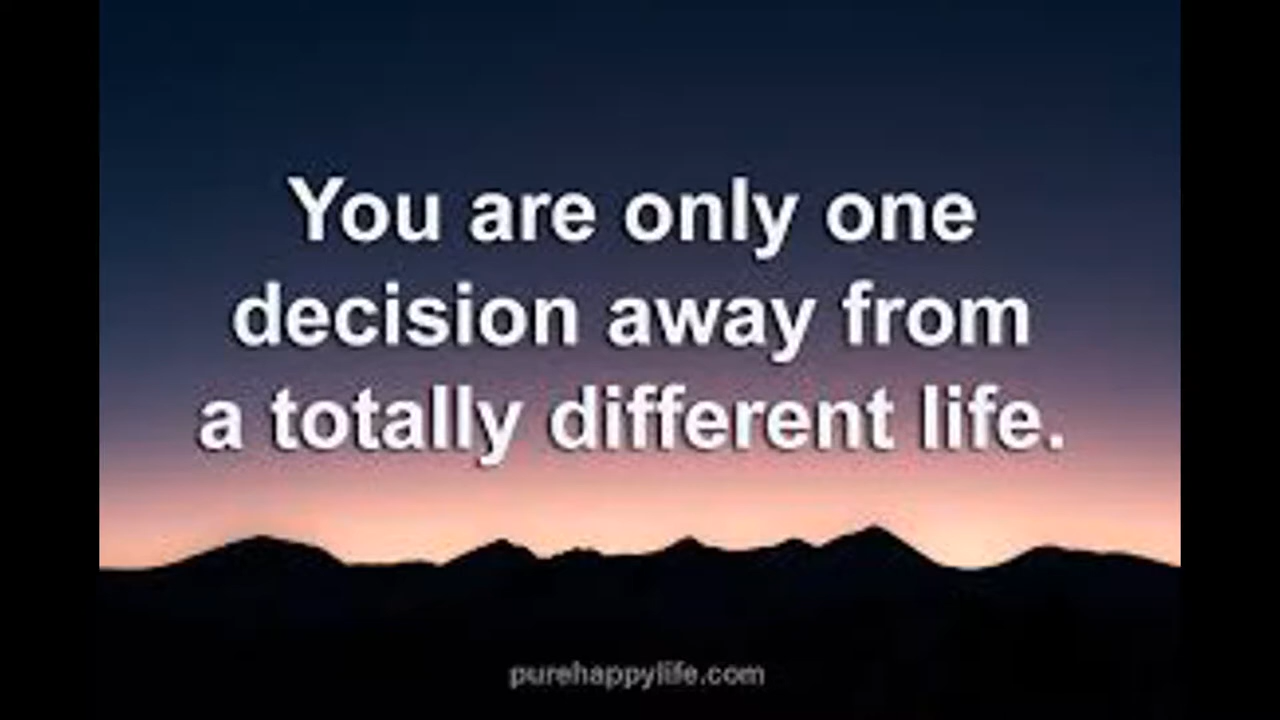 You are only one
decision away from
a totally different life.
purehappylife.com